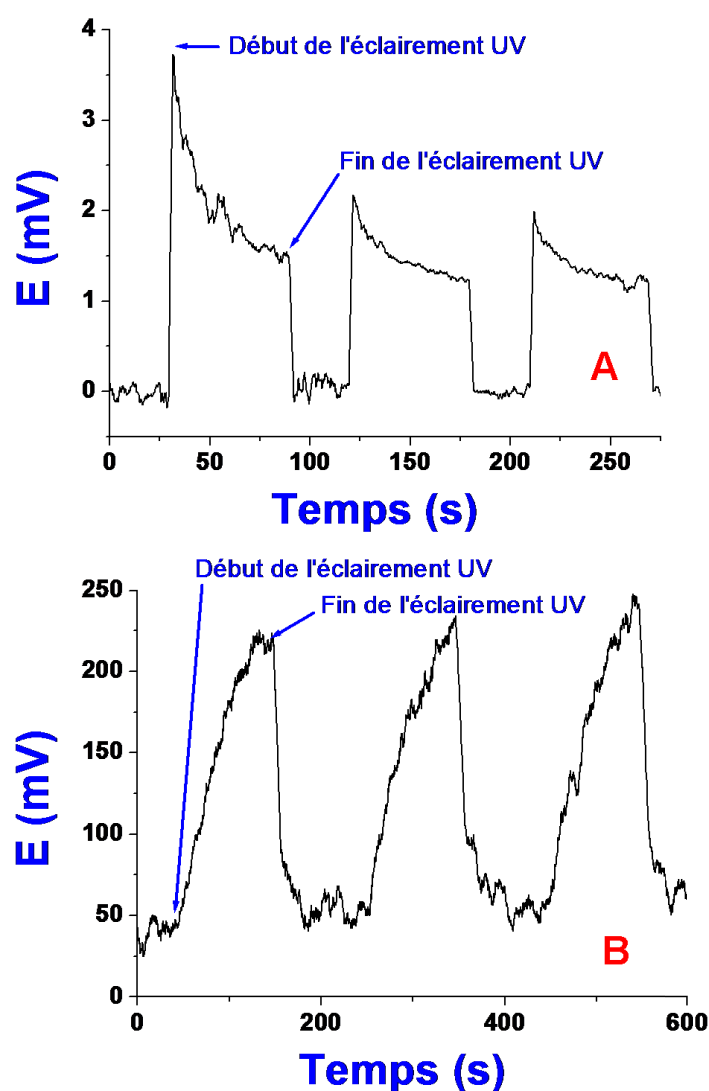 4
Début de l'éclairement UV
3
Fin de l'éclairement UV
2
E (mV)
1
0
A
0 50 100 150 200 250
Temps (s)
Début de l'éclairement UV
250
Fin de l'éclairement UV
200
150
E (mV)
100
50
B
0
0 200 400 600
Temps (s)